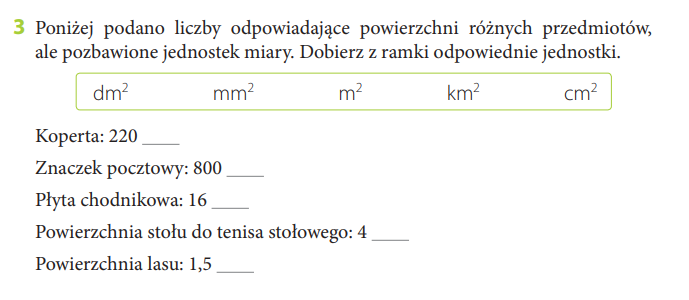 3 Poniżej podano liczby odpowiadające powierzchni różnych przedmiotów,
ale pozbawione jednostek miary. Dobierz z ramki odpowiednie jednostki.
dm² mm² m² km² cm²
Koperta: 220 ____
Znaczek pocztowy: 800 ____
Płyta chodnikowa: 16 ____
Powierzchnia stołu do tenisa stołowego: 4 ____
Powierzchnia lasu: 1,5 ____